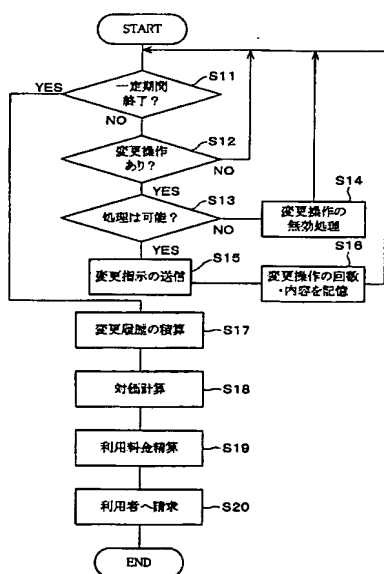 START
S11
一定期間
終了?
YES
NO
S12
変更操作
あり?
NO
YES
S13
処理は可能?
NO
YES
S14
変更操作の
無効処理
S15
変更指示の送信
S16
変更操作の回数
・内容を記憶
変更履歴の積算
S17
対価計算
S18
利用料金精算
S19
利用者へ請求
S20
END